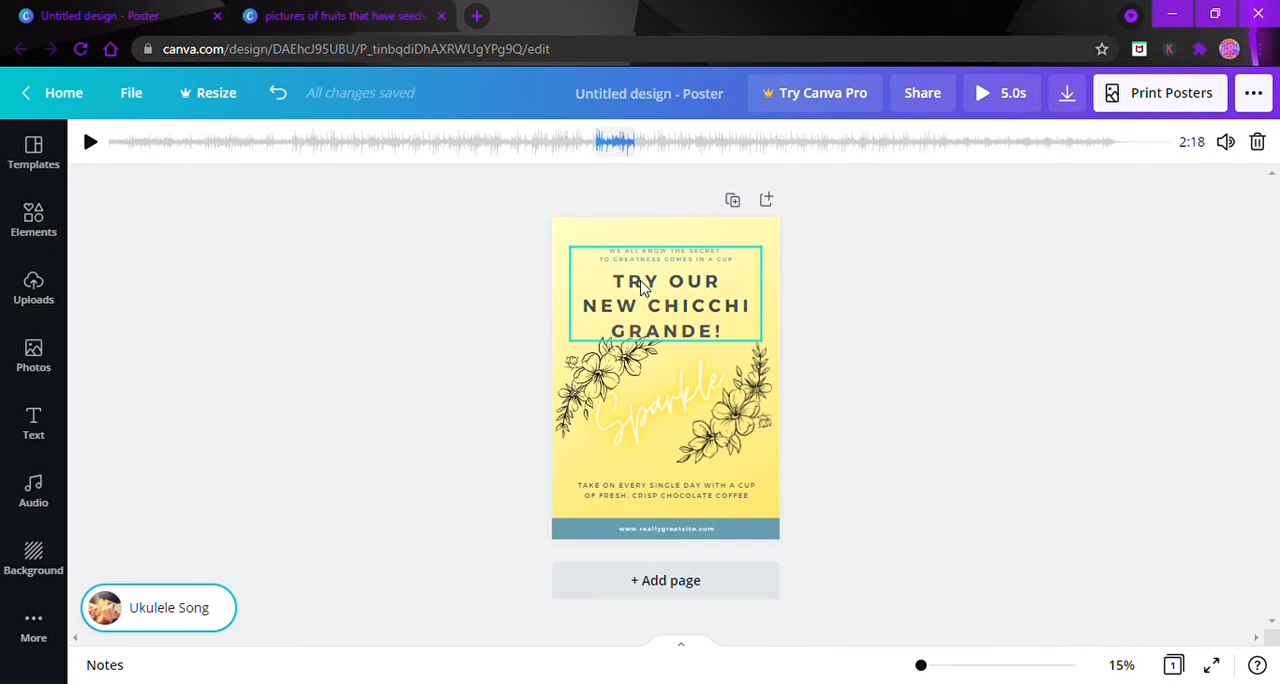 Untitled design - Poster
pictures of fruits that have seeds
canva.com/design/DAEhcJ95UBU/P_tinbqdiDhAXRWUgYPg9Q/edit
Home
File
Resize
All changes saved
Untitled design - Poster
Try Canva Pro
Share
5.0s
Print Posters
2:18
Templates
Elements
Uploads
Photos
Text
Audio
Background
More
WE ALL KNOW THE SECRET
TO GREATNESS COMES IN A CUP
TRY OUR
NEW CHICCHI
GRANDE!
Sparkle
TAKE ON EVERY SINGLE DAY WITH A CUP
OF FRESH, CRISP CHOCOLATE COFFEE
www.reallygreatsite.com
+ Add page
Ukulele Song
Notes
15%
1